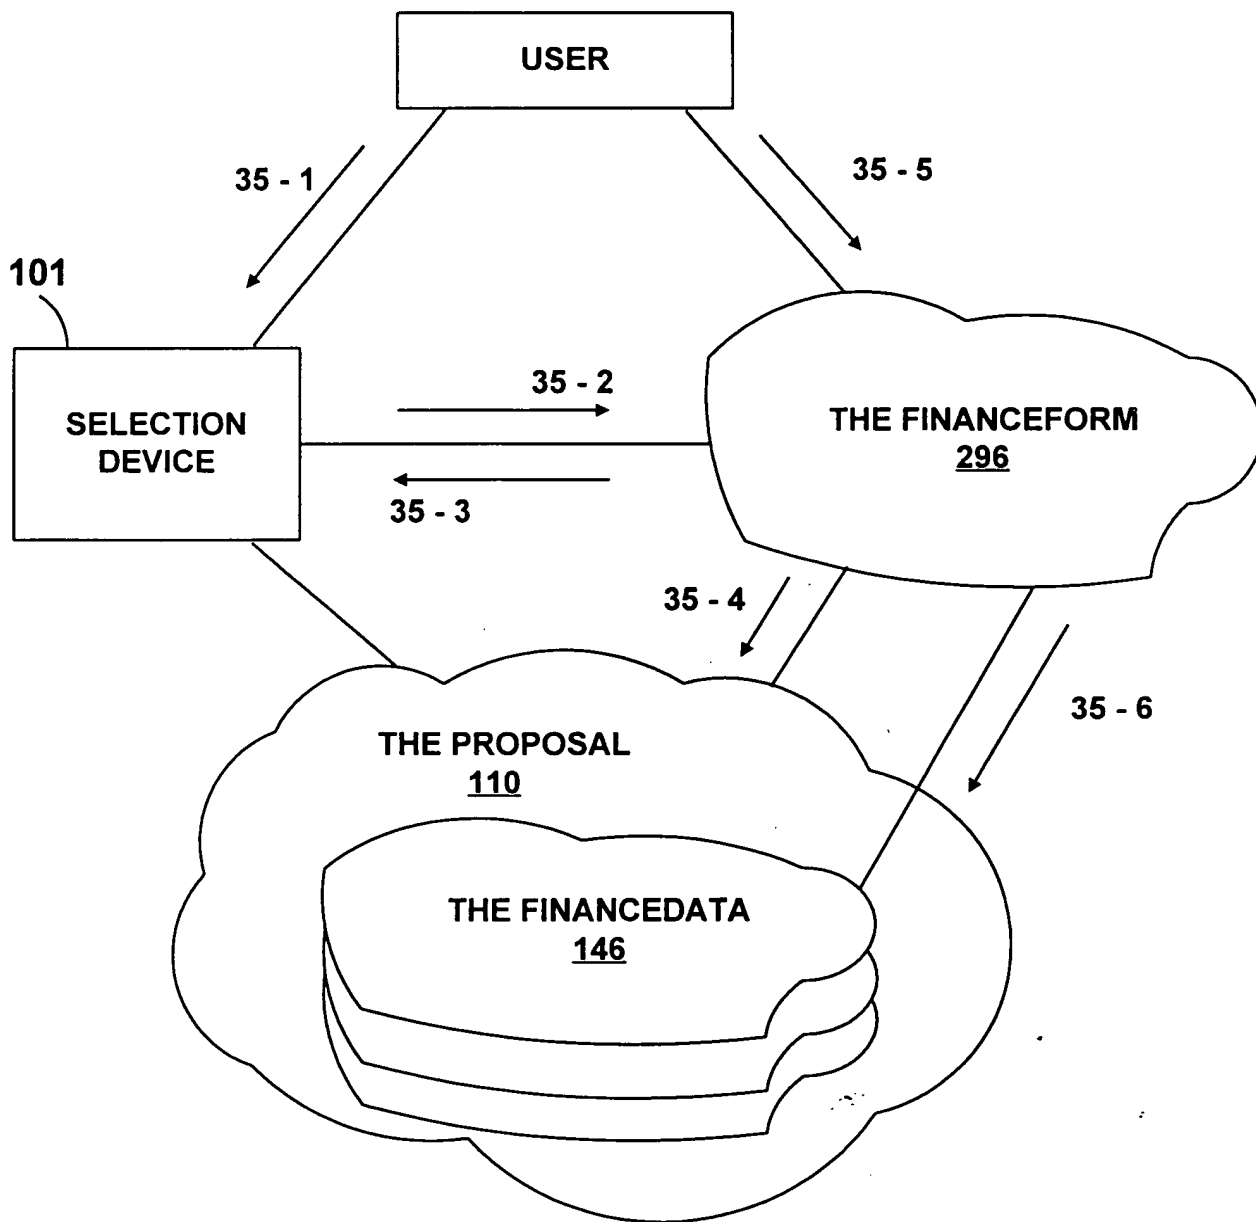 USER
35 - 1
35 - 5
101
SELECTION
DEVICE
35 - 2
35 - 3
THE FINANCEFORM
296
35 - 4
35 - 6
THE PROPOSAL
110
THE FINANCEDATA
146